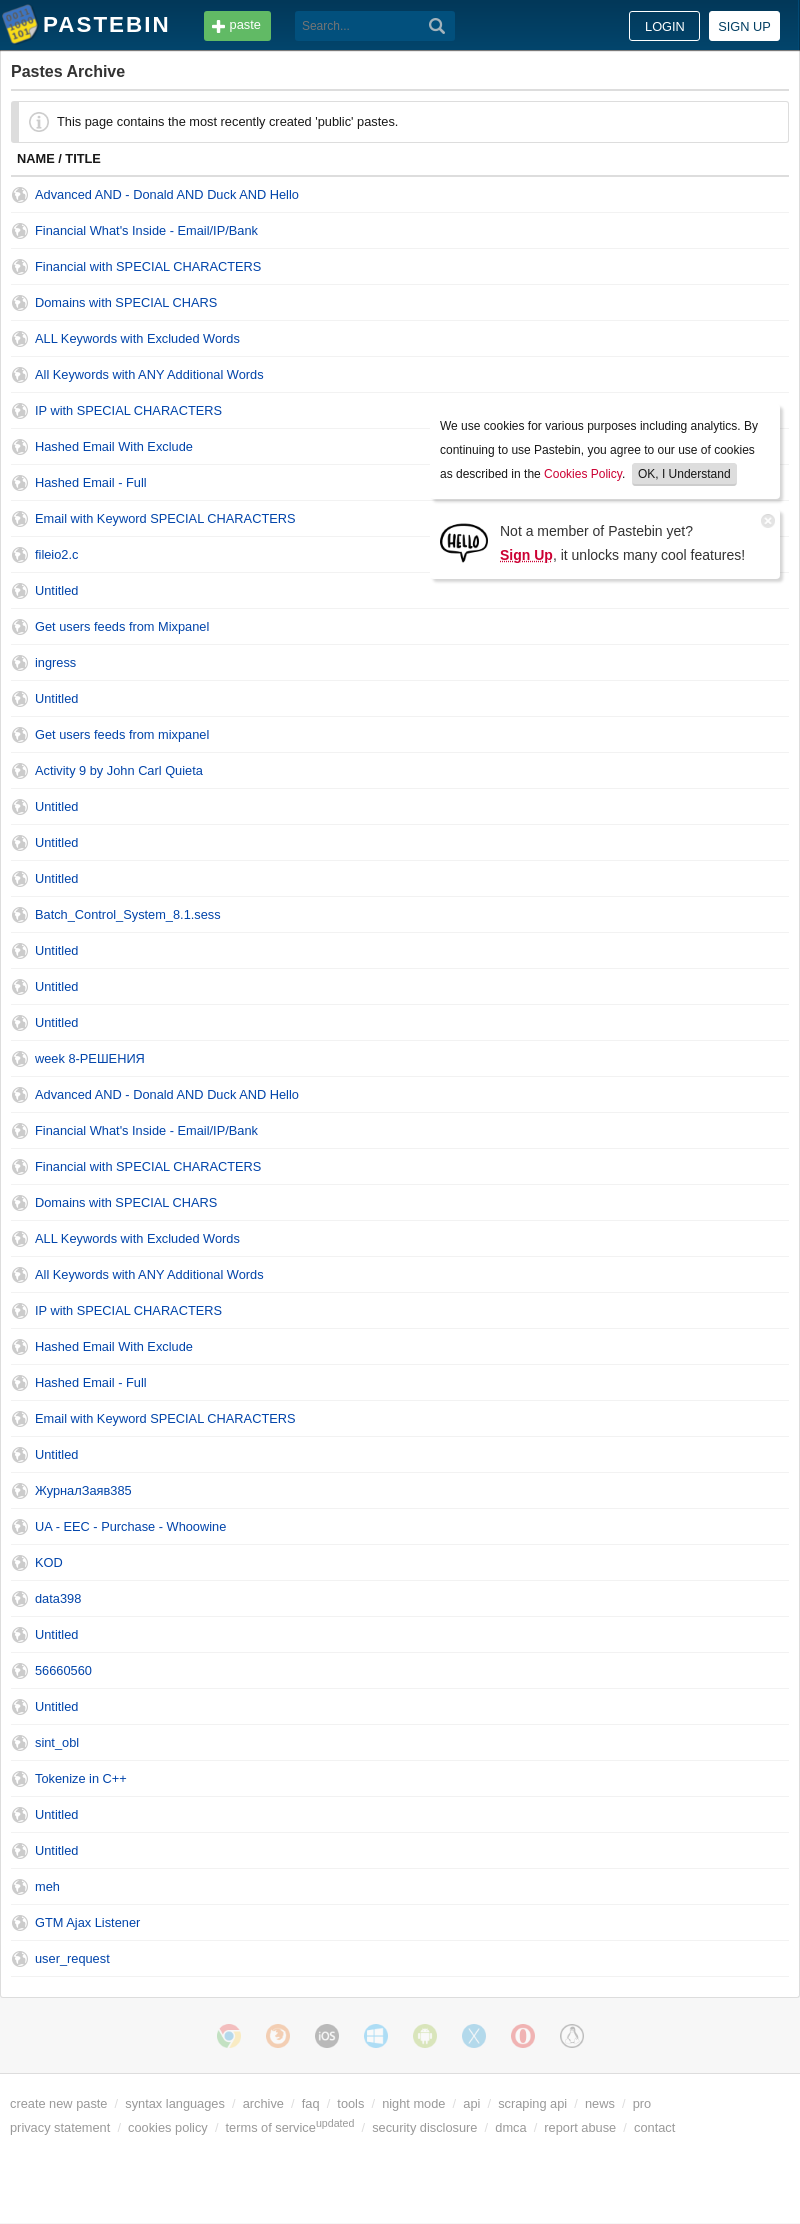 PASTEBIN
paste
Search...
LOGIN
SIGN UP
Pastes Archive
This page contains the most recently created 'public' pastes.
NAME / TITLE
Advanced AND - Donald AND Duck AND Hello
Financial What's Inside - Email/IP/Bank
Financial with SPECIAL CHARACTERS
Domains with SPECIAL CHARS
ALL Keywords with Excluded Words
All Keywords with ANY Additional Words
IP with SPECIAL CHARACTERS
Hashed Email With Exclude
Hashed Email - Full
Email with Keyword SPECIAL CHARACTERS
fileio2.c
Untitled
We use cookies for various purposes including analytics. By
continuing to use Pastebin, you agree to our use of cookies
as described in the Cookies Policy. OK, I Understand
HELLO
Not a member of Pastebin yet?
Sign Up, it unlocks many cool features!
Get users feeds from Mixpanel
ingress
Untitled
Get users feeds from mixpanel
Activity 9 by John Carl Quieta
Untitled
Untitled
Untitled
Batch_Control_System_8.1.sess
Untitled
Untitled
Untitled
week 8-РЕШЕНИЯ
Advanced AND - Donald AND Duck AND Hello
Financial What's Inside - Email/IP/Bank
Financial with SPECIAL CHARACTERS
Domains with SPECIAL CHARS
ALL Keywords with Excluded Words
All Keywords with ANY Additional Words
IP with SPECIAL CHARACTERS
Hashed Email With Exclude
Hashed Email - Full
Email with Keyword SPECIAL CHARACTERS
Untitled
ЖурналЗаяв385
UA - EEC - Purchase - Whoowine
KOD
data398
Untitled
56660560
Untitled
sint_obl
Tokenize in C++
Untitled
Untitled
meh
GTM Ajax Listener
user_request
iOS
create new paste / syntax languages / archive / faq / tools / night mode / api / scraping api / news / pro
privacy statement / cookies policy / terms of service updated / security disclosure / dmca / report abuse / contact